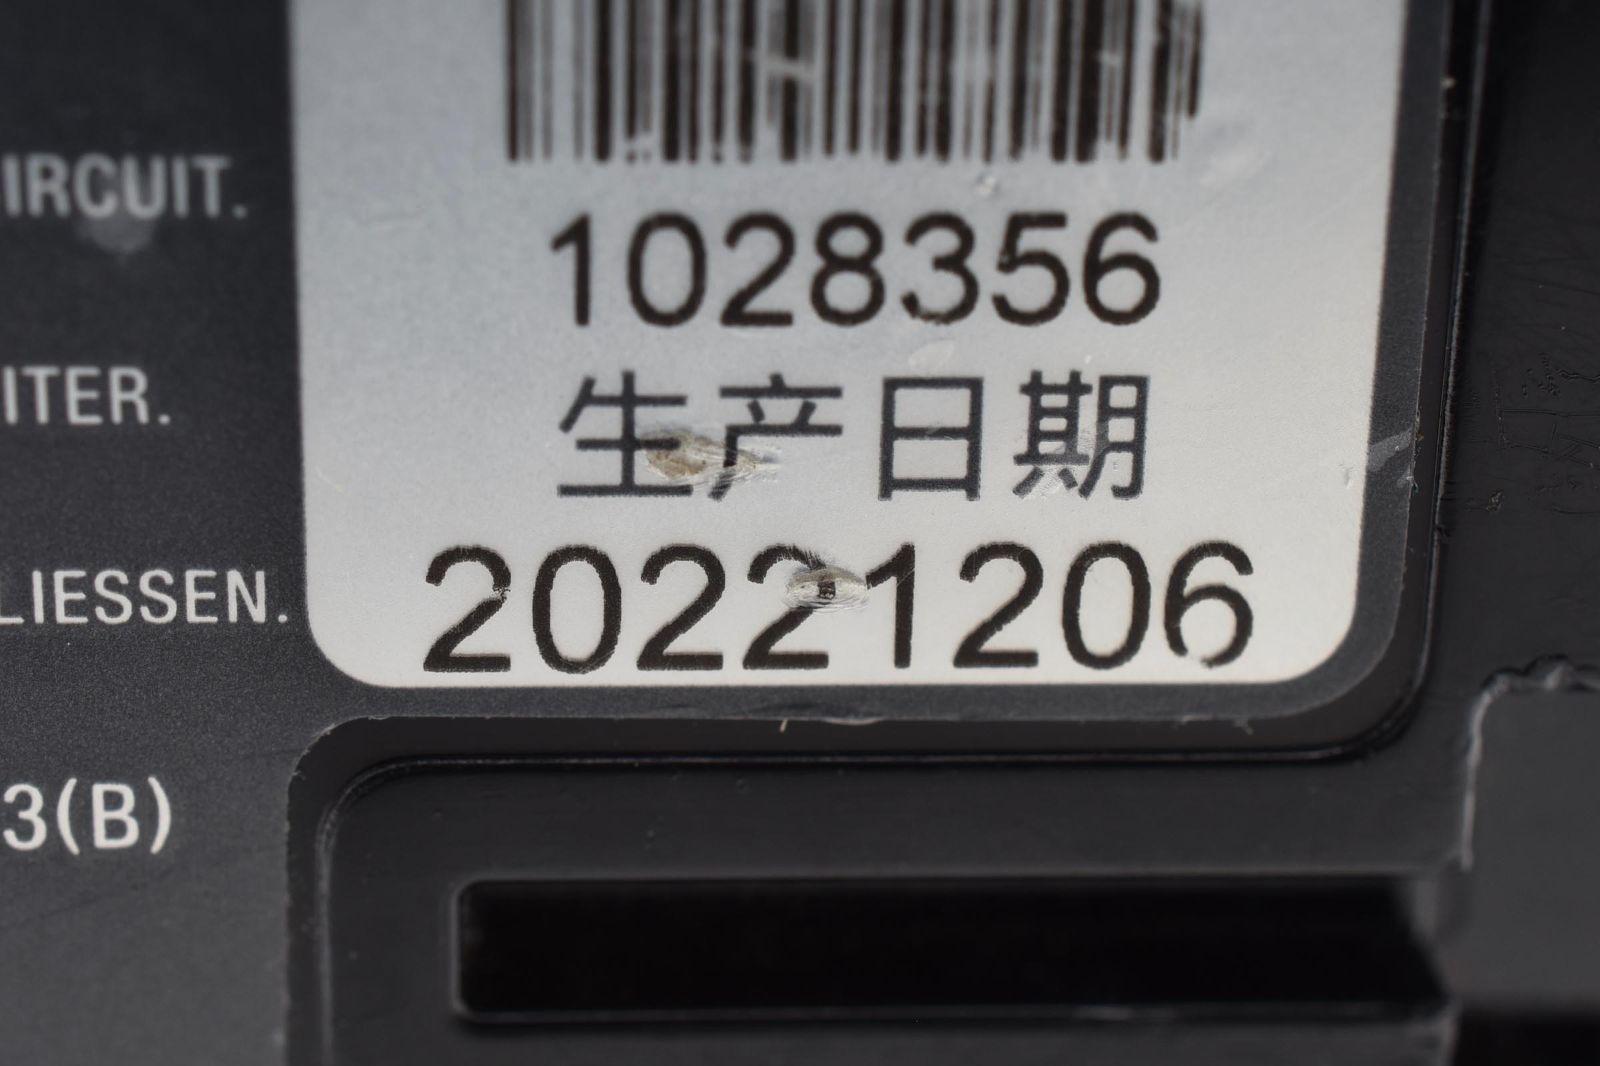 IRCUIT.
ITER.
LIESSEN.
3(B)
1028356
生产日期
20221206